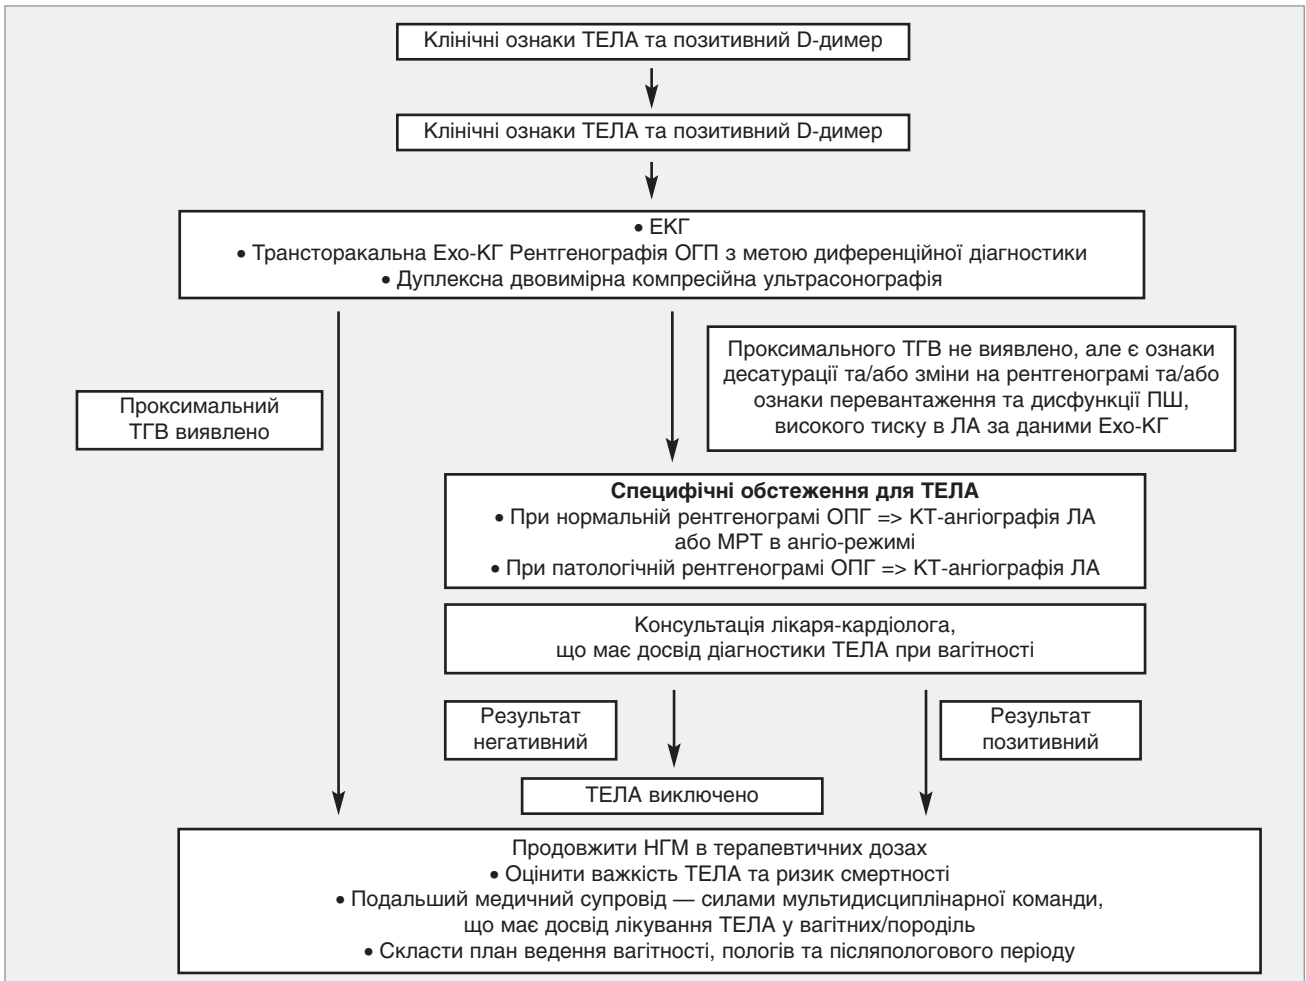 Клінічні ознаки ТЕЛА та позитивний D-димер
Клінічні ознаки ТЕЛА та позитивний D-димер
• ЕКГ
• Трансторакальна Ехо-КГ Рентгенографія ОГП з метою диференційної діагностики
• Дуплексна двовимірна компресійна ультрасонографія
Проксимального ТГВ не виявлено, але є ознаки
десатурації та/або зміни на рентгенограмі та/або
ознаки перевантаження та дисфункції ПШ,
високого тиску в ЛА за даними Ехо-КГ
Проксимальний
ТГВ виявлено
Специфічні обстеження для ТЕЛА
• При нормальній рентгенограмі ОПГ => КТ-ангіографія ЛА
або МРТ в ангіо-режимі
• При патологічній рентгенограмі ОПГ => КТ-ангіографія ЛА
Консультація лікаря-кардіолога,
що має досвід діагностики ТЕЛА при вагітності
Результат
негативний
Результат
позитивний
ТЕЛА виключено
Продовжити НГМ в терапевтичних дозах
• Оцінити важкість ТЕЛА та ризик смертності
• Подальший медичний супровід — силами мультидисциплінарної команди,
що має досвід лікування ТЕЛА у вагітних/породіль
• Скласти план ведення вагітності, пологів та післяпологового періоду